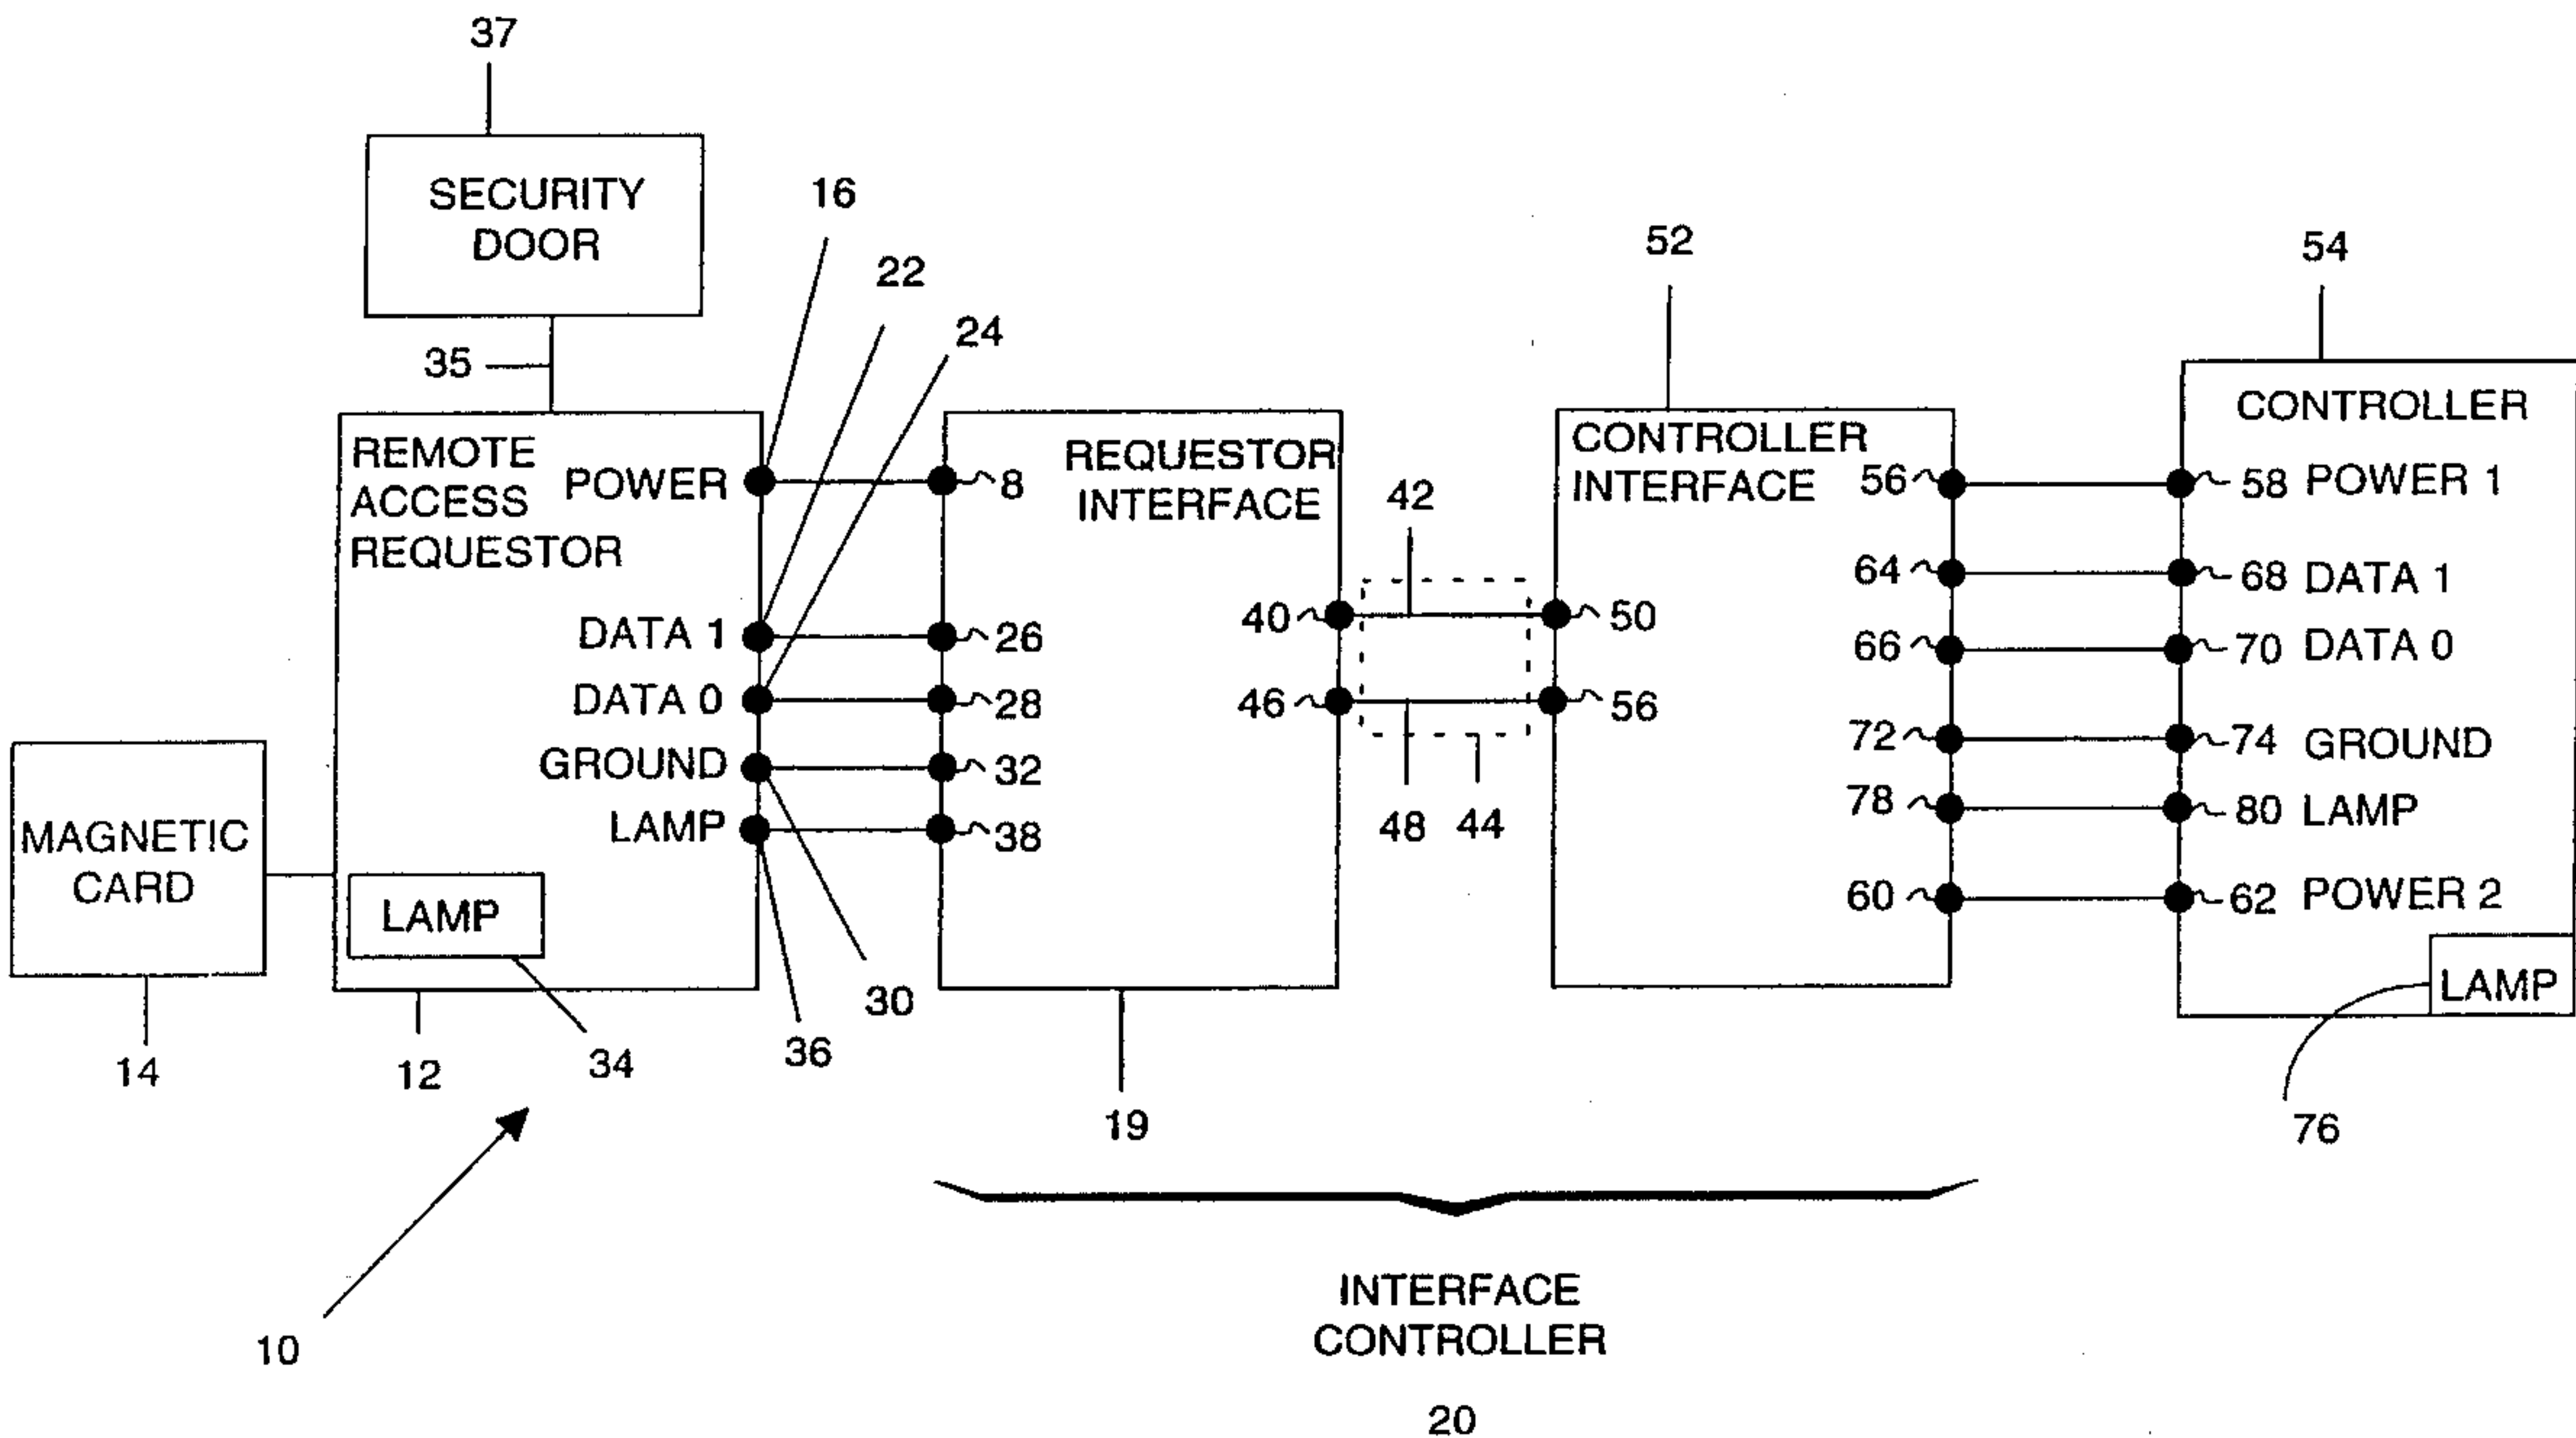 37
SECURITY
DOOR
35
16
22
24
REMOTE
ACCESS
REQUESTOR
POWER
DATA 1
DATA 0
GROUND
LAMP
LAMP
MAGNETIC
CARD
14
12
34
36
30
10
8
26
28
32
38
REQUESTOR
INTERFACE
40
46
19
42
48
44
52
CONTROLLER
INTERFACE
50
56
56
64
66
72
78
60
54
CONTROLLER
58 POWER 1
68 DATA 1
70 DATA 0
74 GROUND
80 LAMP
62 POWER 2
LAMP
76
INTERFACE
CONTROLLER
20